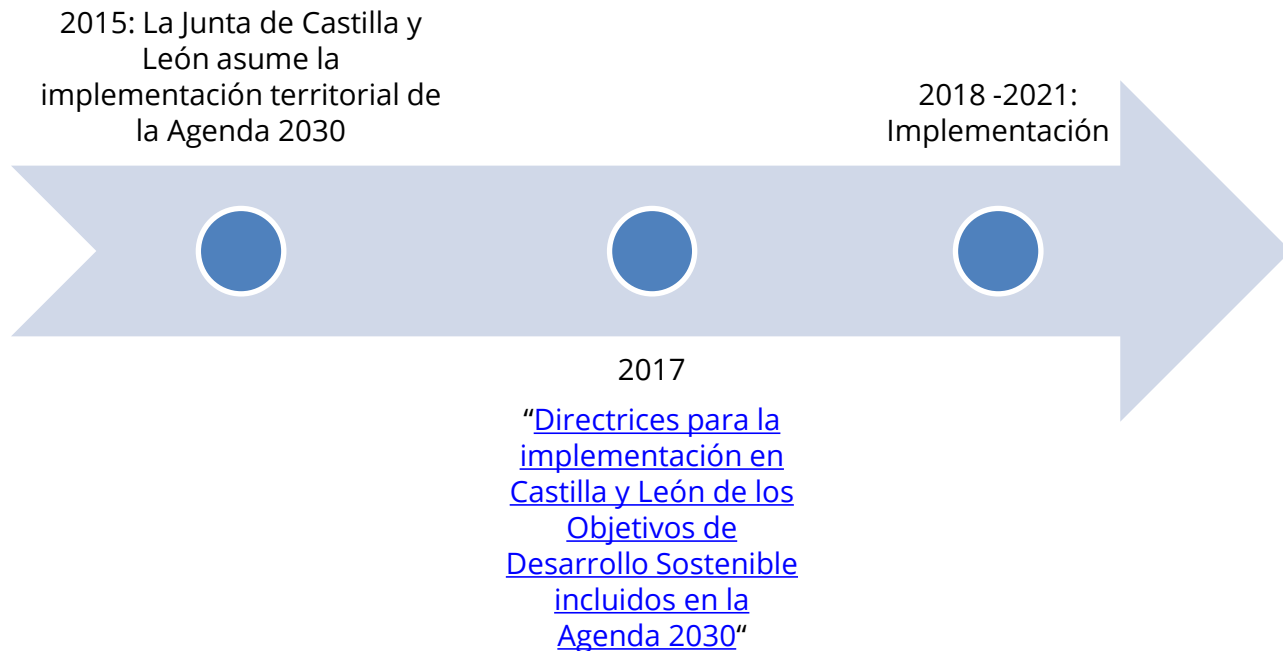 2015: La Junta de Castilla y
León asume la
implementación territorial de
la Agenda 2030
2018 -2021:
Implementación
2017
“Directrices para la
implementación en
Castilla y León de los
Objetivos de
Desarrollo Sostenible
incluidos en la
Agenda 2030“